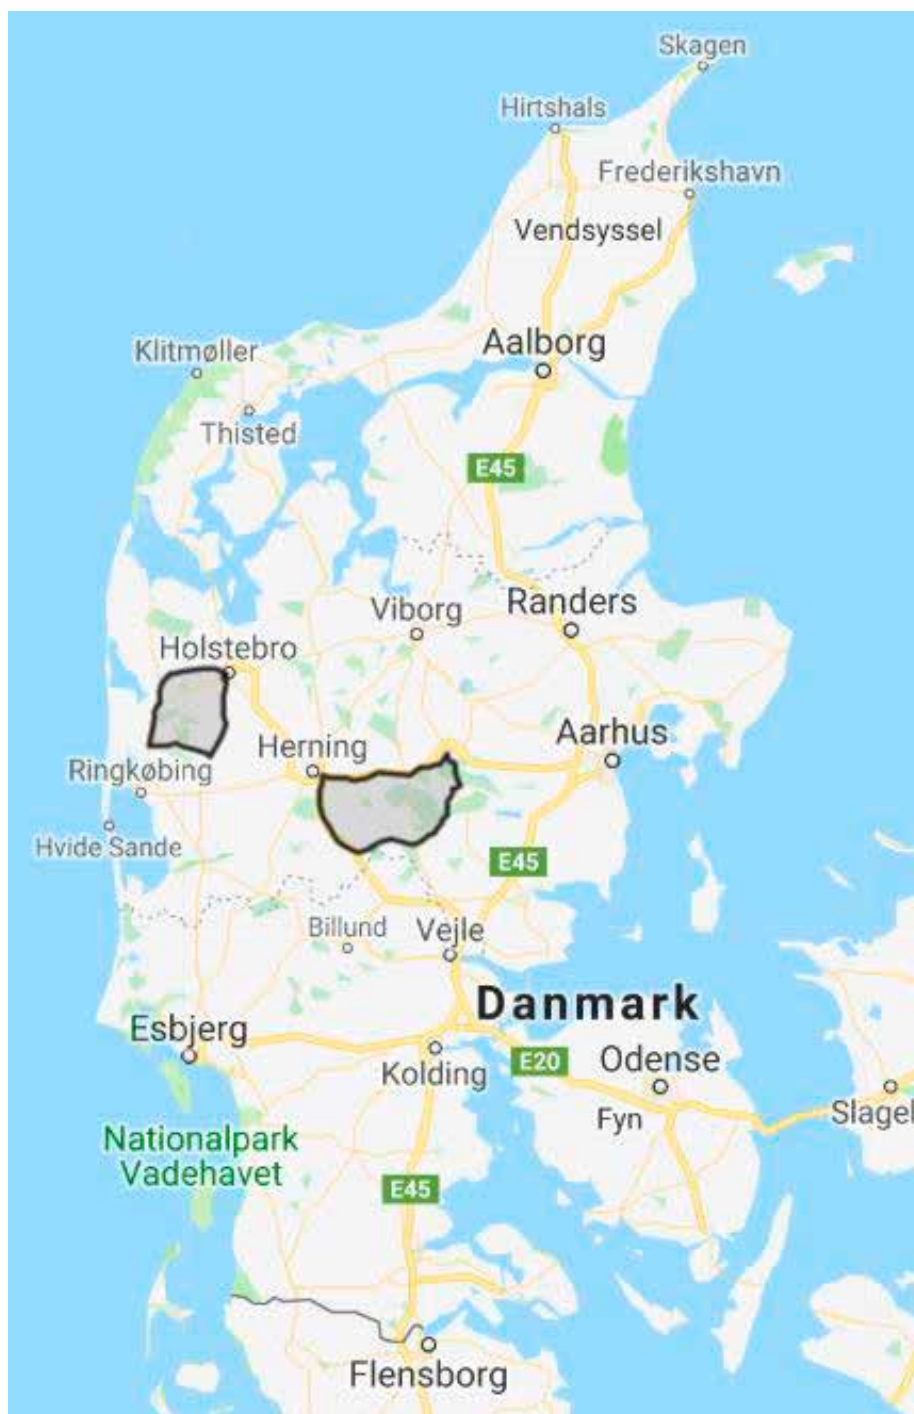 Skagen
Hirtshals
Frederikshavn
Vendsyssel
Aalborg
Klitmøller
Thisted
E45
Viborg
Randers
Holstebro
Aarhus
Herning
Ringkøbing
Hvide Sande
E45
Billund
Vejle
Danmark
Esbjerg
E20
Odense
Kolding
Fyn
Slagel
Nationalpark
Vadehavet
E45
Flensborg